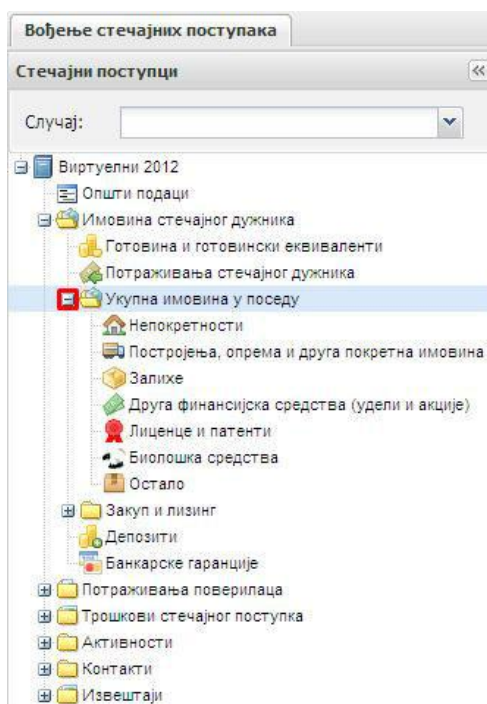 Вођење стечајних поступака
Стечајни поступци
Случај:
Виртуелни 2012
Општи подаци
Имовина стечајног дужника
Готовина и готовински еквиваленти
Потраживања стечајног дужника
Укупна имовина у поседу
Непокретности
Постројења, опрема и друга покретна имовина
Залихе
Друга финансијска средства (удели и акције)
Лиценце и патенти
Биолошка средства
Остало
Закуп и лизинг
Депозити
Банкарске гаранције
Потраживања поверилаца
Трошкови стечајног поступка
Активности
Контакти
Извештаји